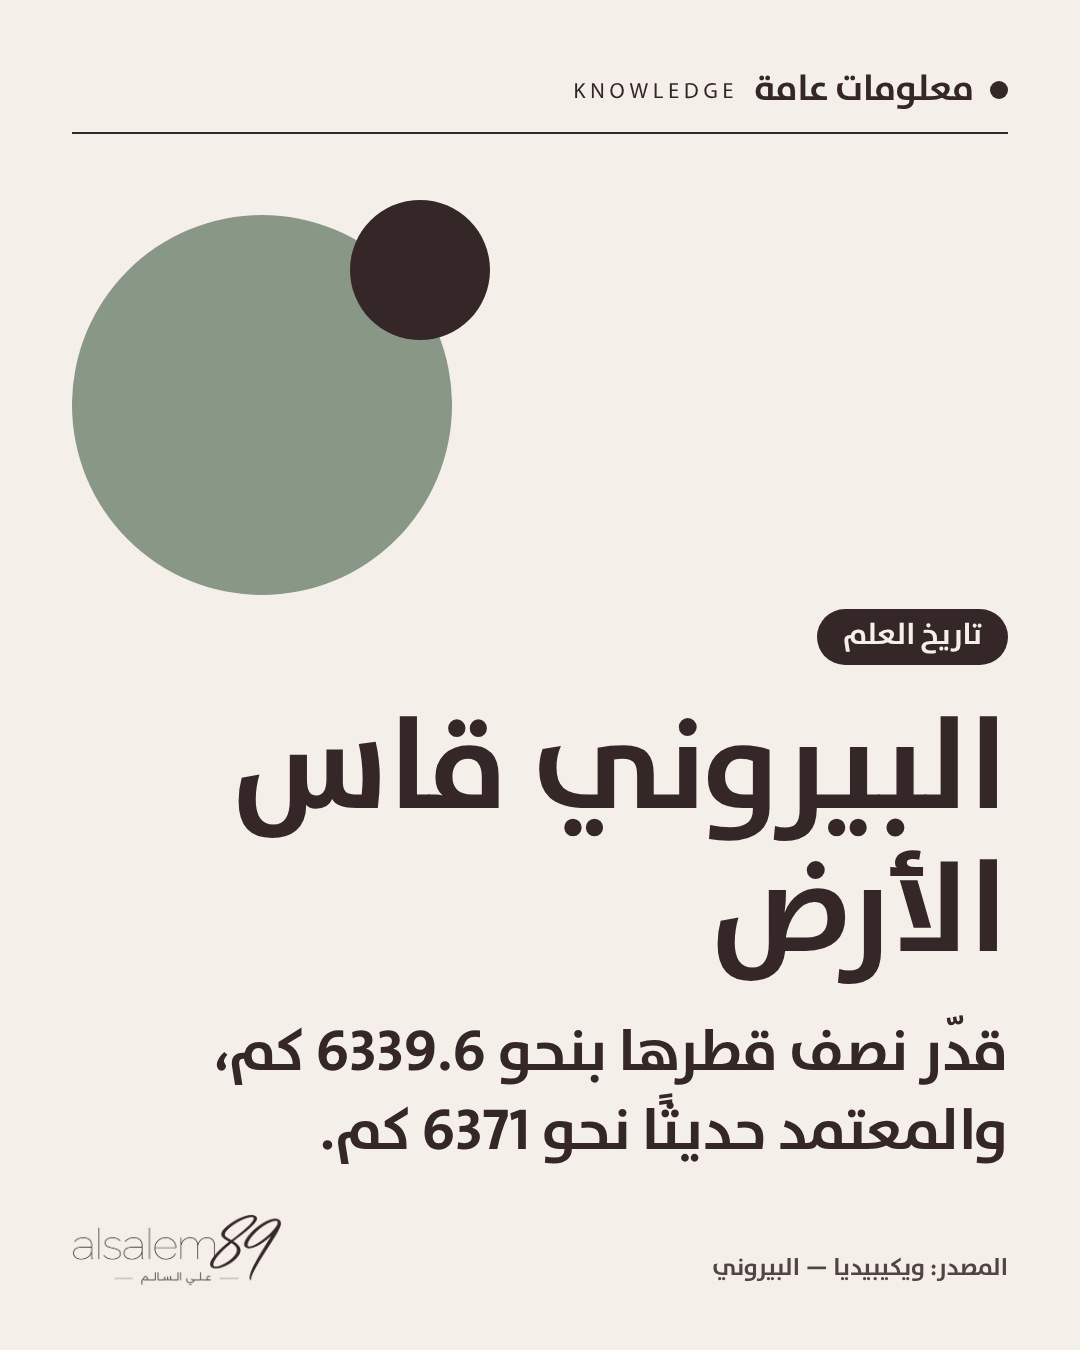 معلومات عامة KNOWLEDGE
تاريخ العلم
البيروني قاس
الأرض
قدّر نصف قطرها بنحو 6339.6 كم،
والمعتمد حديثًا نحو 6371 كم.
المصدر: ويكيبيديا — البيروني
alsalem89
علي السالم